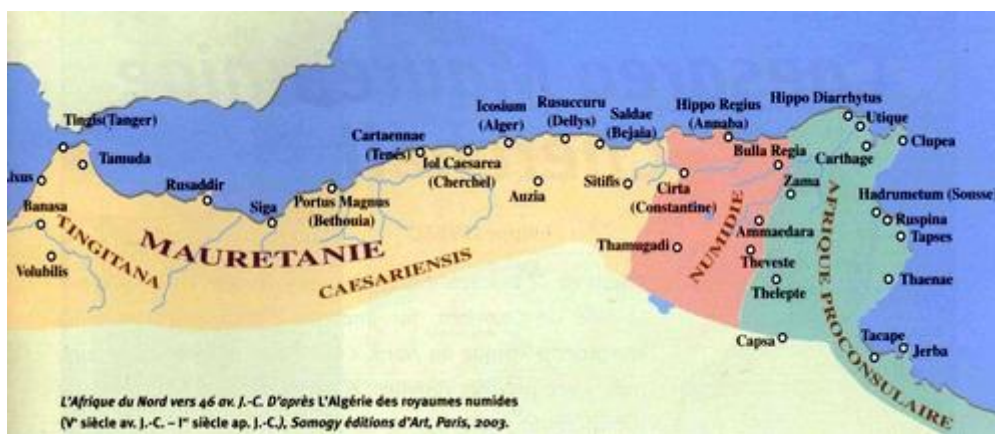 Tingis(Tanger)
Tamuda
Lixus
Banasa
Volubilis
TINGITANA
Rusaddir
Siga
MAURETANIE
CAESARIENSIS
Portus Magnus
(Bethouia)
Cartaennae
(Tenés)
Iol Caesarea
(Cherchel)
Icosium
(Alger)
Rusuccuru
(Dellys)
Saldae
(Bejaia)
Auzia
Sitifis
Hippo Regius
(Annaba)
Cirta
(Constantine)
Thamugadi
NUMIDIE
Bulla Regia
Zama
Ammaedara
Theveste
Thelepte
Capsa
Hippo Diarrhytus
Utique
Carthage
Clupea
Hadrumetum (Sousse)
Ruspina
Tapses
Thaenae
Tacape
Jerba
AFRIQUE PROCONSULAIRE
L'Afrique du Nord vers 46 av. J.-C. D'après L'Algérie des royaumes numides
(Vᵉ siècle av. J.-C. – Iᵉʳ siècle ap. J.-C.), Somogy éditions d'Art, Paris, 2003.